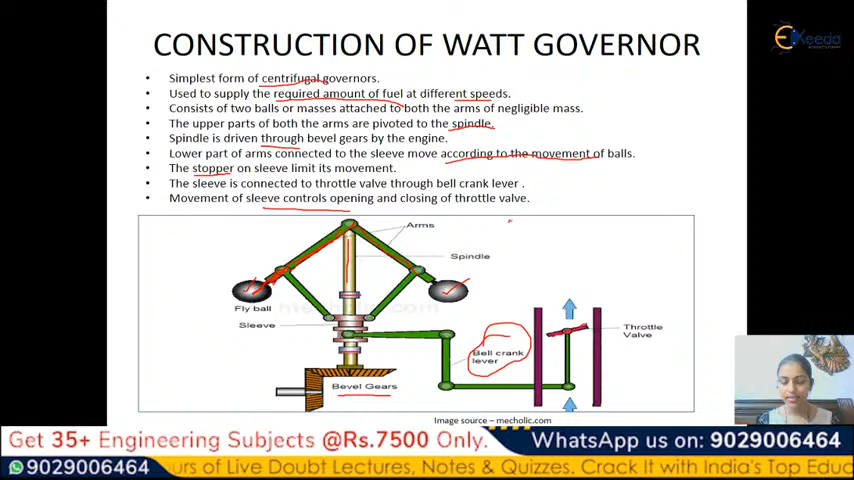 CONSTRUCTION OF WATT GOVERNOR
Keeda
• Simplest form of centrifugal governors.
• Used to supply the required amount of fuel at different speeds.
• Consists of two balls or masses attached to both the arms of negligible mass.
• The upper parts of both the arms are pivoted to the spindle.
• Spindle is driven through bevel gears by the engine.
• Lower part of arms connected to the sleeve move according to the movement of balls.
• The stopper on sleeve limit its movement.
• The sleeve is connected to throttle valve through bell crank lever .
• Movement of sleeve controls opening and closing of throttle valve.
Arms
Spindle
Fly ball
mecholic.com
Sleeve
Throttle
Valve
Bell crank
lever
Bevel Gears
Image source – mecholic.com
Get 35+ Engineering Subjects @Rs.7500 Only.
WhatsApp us on: 9029006464
9029006464
urs of Live Doubt Lectures, Notes & Quizzes. Crack It with India's Top Educ